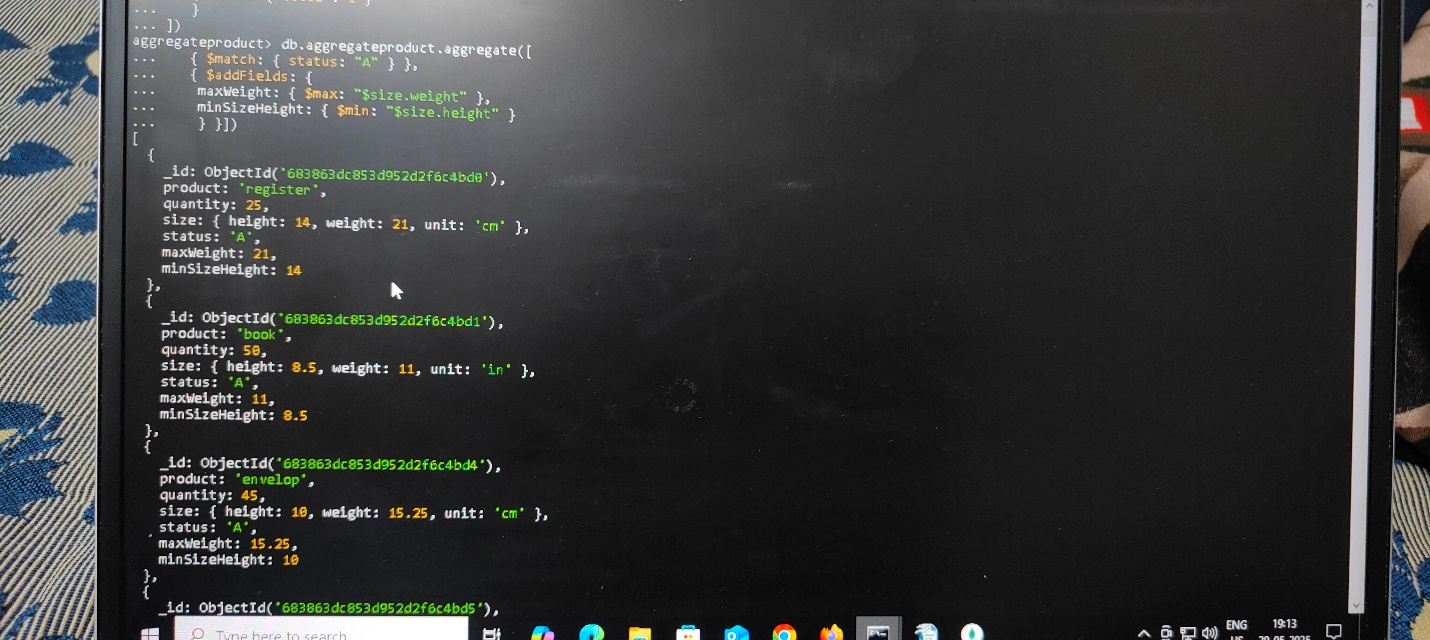 ... }
... ])
aggregateproduct> db.aggregateproduct.aggregate([
... { $match: { status: "A" } },
... { $addFields: {
... maxWeight: { $max: "$size.weight" },
... minSizeHeight: { $min: "$size.height" }
... } }])
[
{
_id: ObjectId('683863dc853d952d2f6c4bd0'),
product: 'register',
quantity: 25,
size: { height: 14, weight: 21, unit: 'cm' },
status: 'A',
maxWeight: 21,
minSizeHeight: 14
},
{
_id: ObjectId('683863dc853d952d2f6c4bd1'),
product: 'book',
quantity: 50,
size: { height: 8.5, weight: 11, unit: 'in' },
status: 'A',
maxWeight: 11,
minSizeHeight: 8.5
},
{
_id: ObjectId('683863dc853d952d2f6c4bd4'),
product: 'envelop',
quantity: 45,
size: { height: 10, weight: 15.25, unit: 'cm' },
status: 'A',
maxWeight: 15.25,
minSizeHeight: 10
},
{
_id: ObjectId('683863dc853d952d2f6c4bd5'),
Type here to search
ENG
19:13